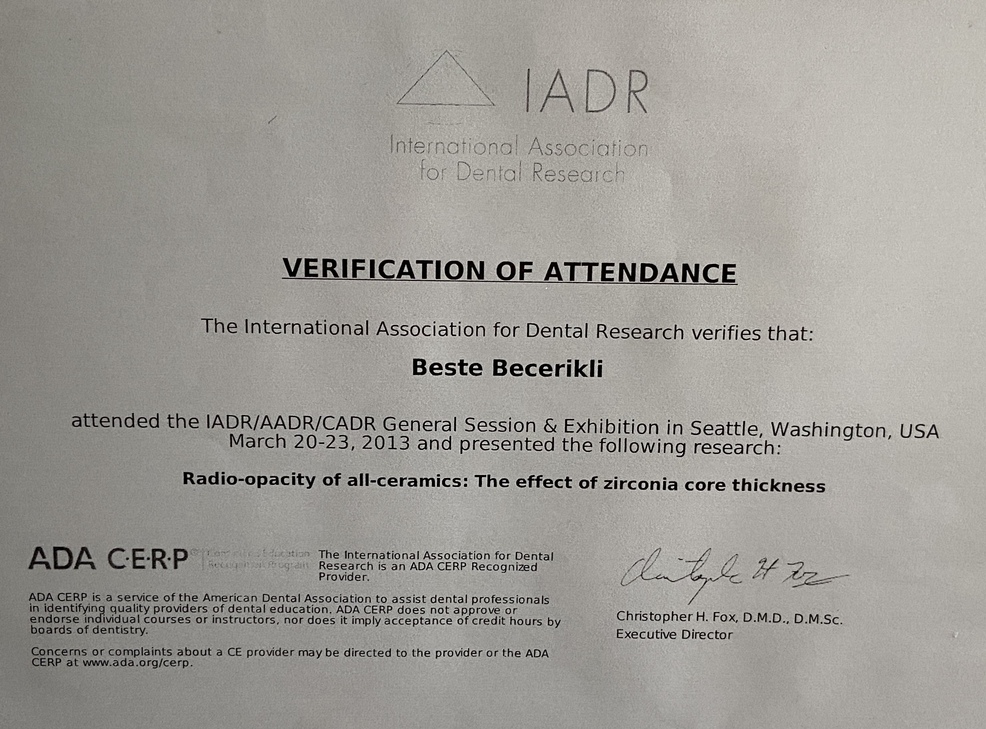 IADR
International Association
for Dental Research
VERIFICATION OF ATTENDANCE
The International Association for Dental Research verifies that:
Beste Becerikli
attended the IADR/AADR/CADR General Session & Exhibition in Seattle, Washington, USA
March 20-23, 2013 and presented the following research:
Radio-opacity of all-ceramics: The effect of zirconia core thickness
ADA C·E·R·P
Continuing Education
Recognition Program
The International Association for Dental
Research is an ADA CERP Recognized
Provider.
ADA CERP is a service of the American Dental Association to assist dental professionals
in identifying quality providers of dental education. ADA CERP does not approve or
endorse individual courses or instructors, nor does it imply acceptance of credit hours by
boards of dentistry.
Concerns or complaints about a CE provider may be directed to the provider or the ADA
CERP at www.ada.org/cerp.
Christopher H Fox
Christopher H. Fox, D.M.D., D.M.Sc.
Executive Director